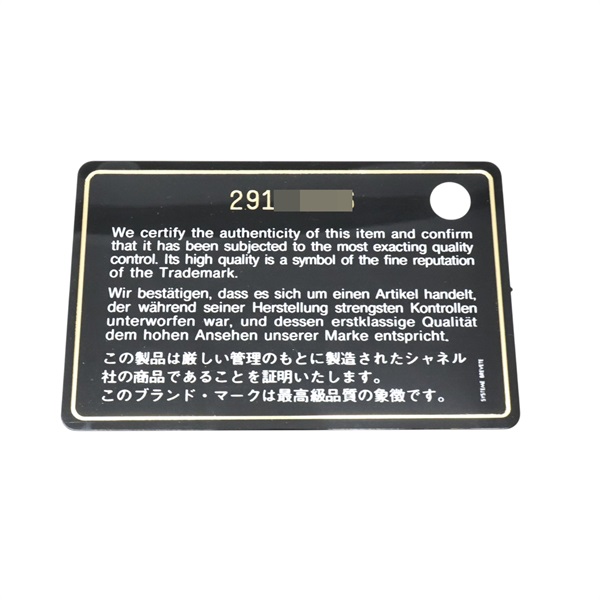 291
We certify the authenticity of this item and confirm
that it has been subjected to the most exacting quality
control. Its high quality is a symbol of the fine reputation
of the Trademark.
Wir bestätigen, dass es sich um einen Artikel handelt,
der während seiner Herstellung strengsten Kontrollen
unterworfen war, und dessen erstklassige Qualität
dem hohen Ansehen unserer Marke entspricht.
この製品は厳しい管理のもとに製造されたシャネル
社の商品であることを証明いたします。
このブランド・マークは最高級品質の象徴です。
SYSTEME BREVETE